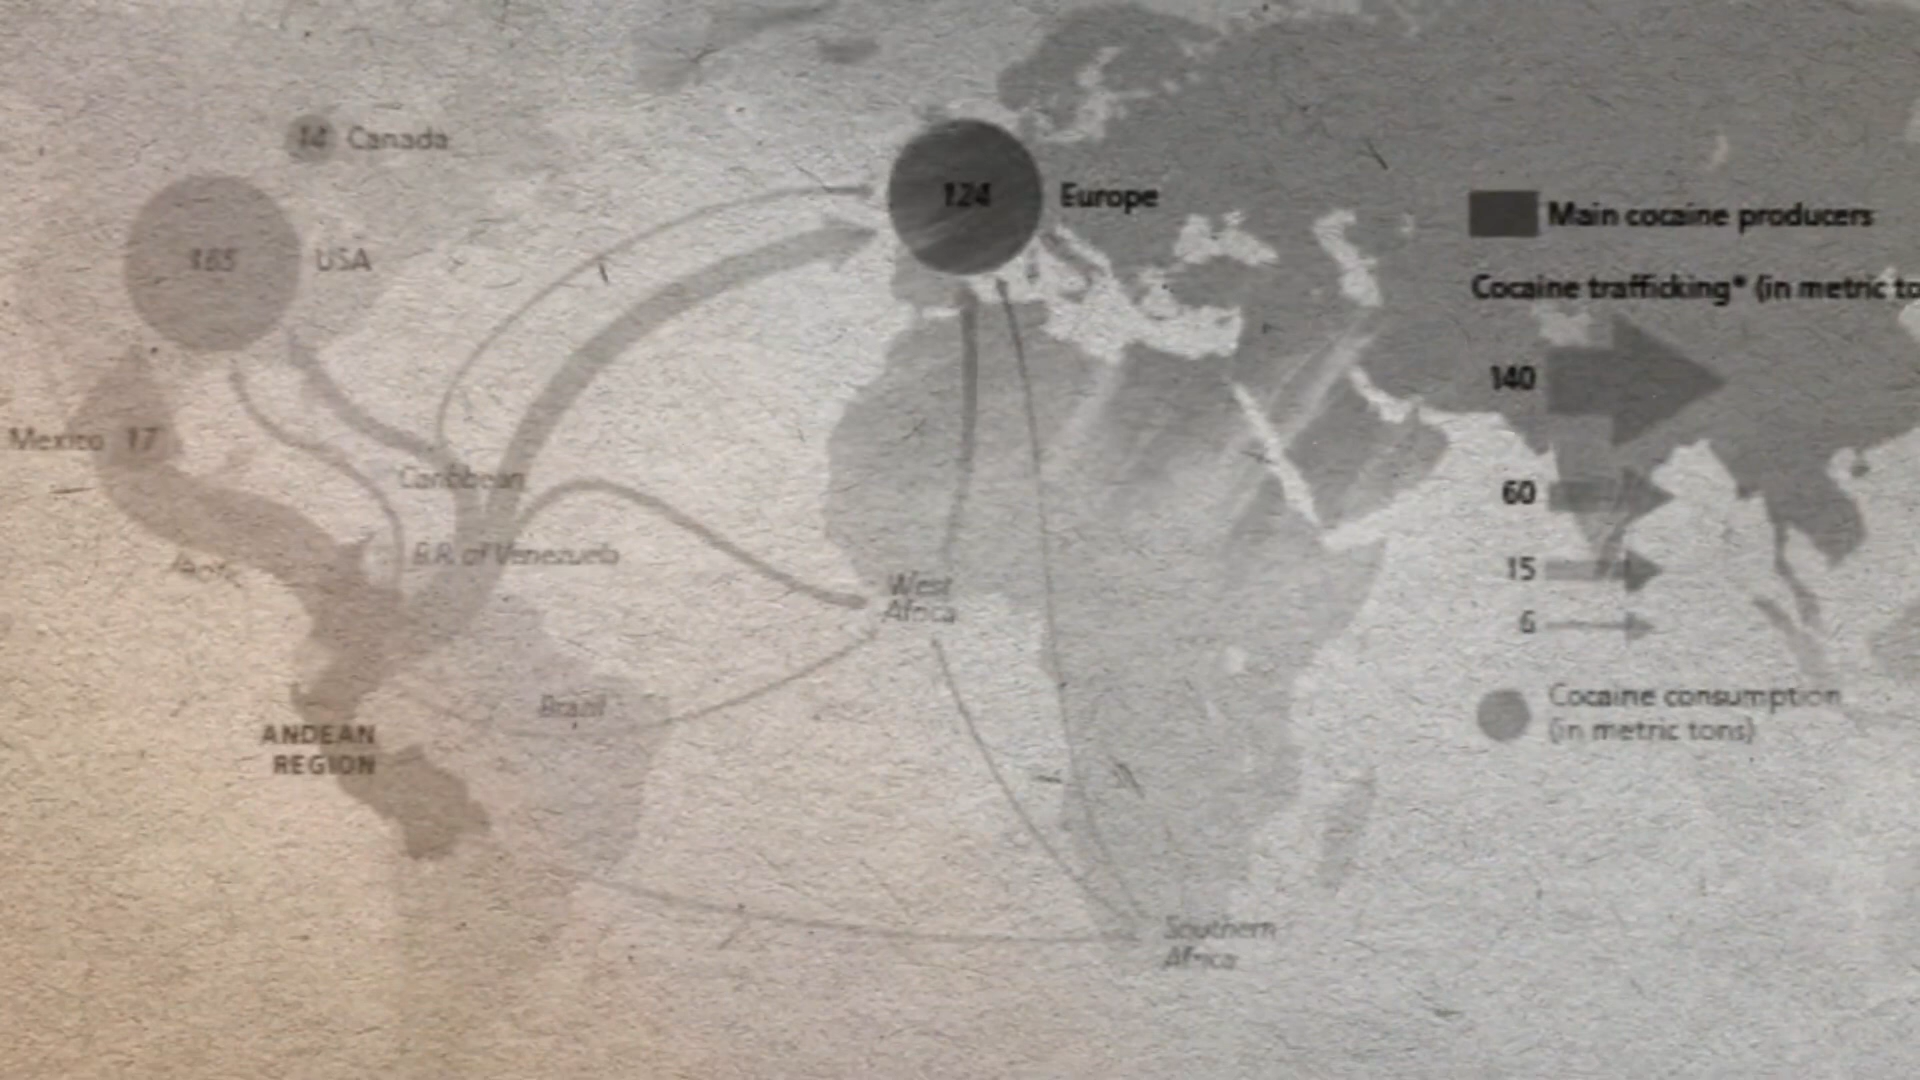 14 Canada
124 Europe
165 USA
Main cocaine producers
Cocaine trafficking* (in metric to
140
Mexico 17
Caribbean
60
B.R. of Venezuela
15
West
Africa
6
Brazil
Cocaine consumption
(in metric tons)
ANDEAN
REGION
Southern
Africa